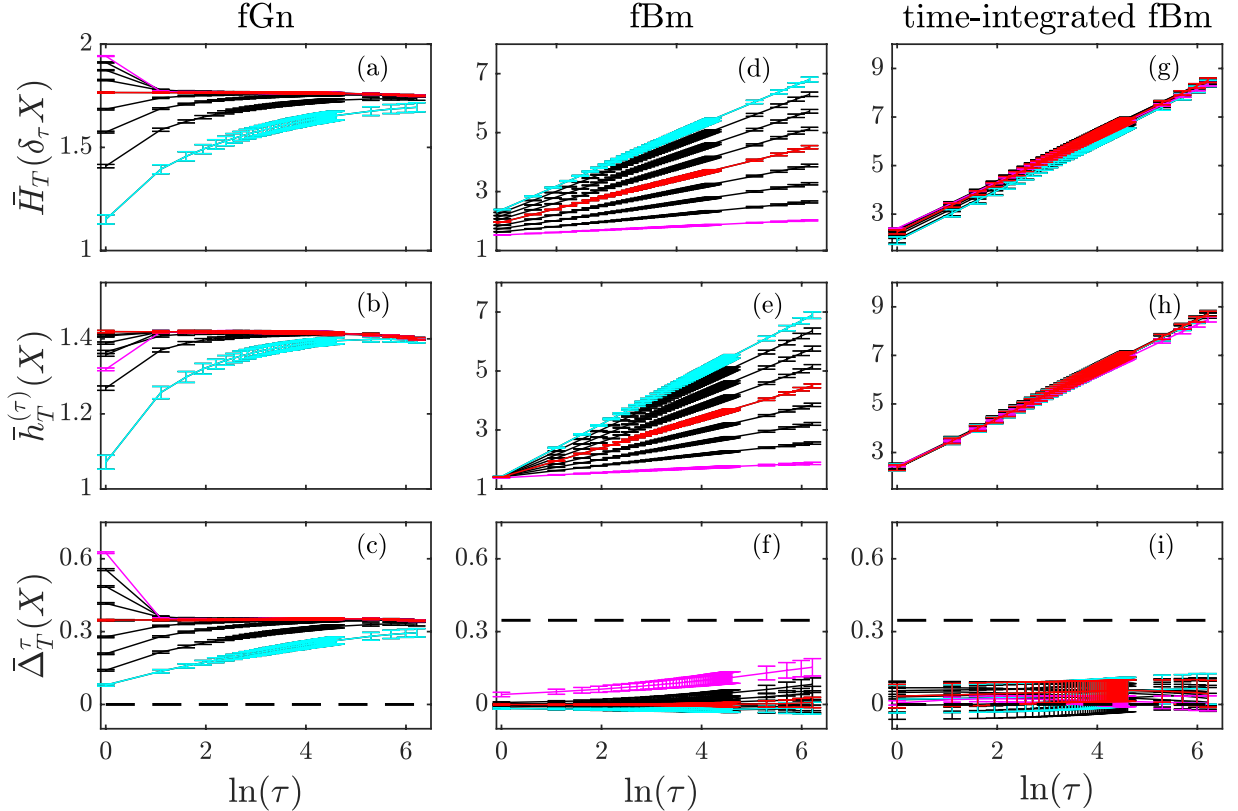 fGn fBm time-integrated fBm
H̄_T(δ_τ X)
2
1.5
1
(a)
7
5
3
1
(d)
9
7
5
3
(g)
h̄_T^(τ)(X)
1.4
1.2
1
(b)
7
5
3
1
(e)
9
7
5
3
(h)
Δ̄_T^τ(X)
0.6
0.3
0
(c)
0 2 4 6
0.6
0.3
0
(f)
0 2 4 6
0.6
0.3
0
(i)
0 2 4 6
ln(τ) ln(τ) ln(τ)